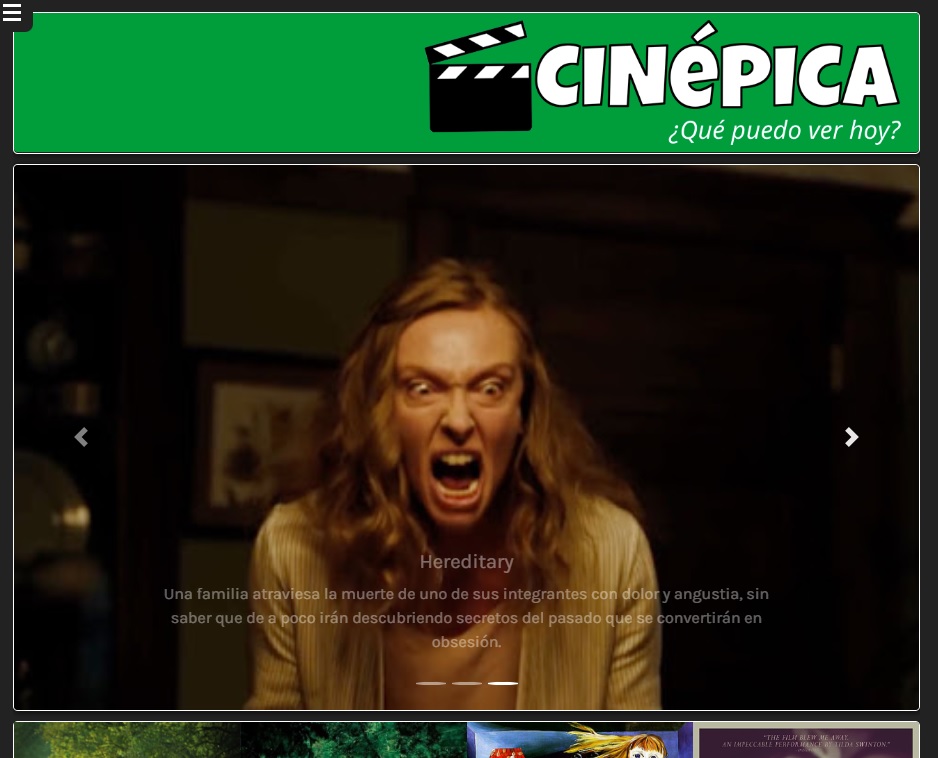 CINéPICA
¿Qué puedo ver hoy?
Hereditary
Una familia atraviesa la muerte de uno de sus integrantes con dolor y angustia, sin
saber que de a poco irán descubriendo secretos del pasado que se convertirán en
obsesión.
"THE FILM BLEW ME AWAY.
AN IMPECCABLE PERFORMANCE BY TILDA SWINTON."